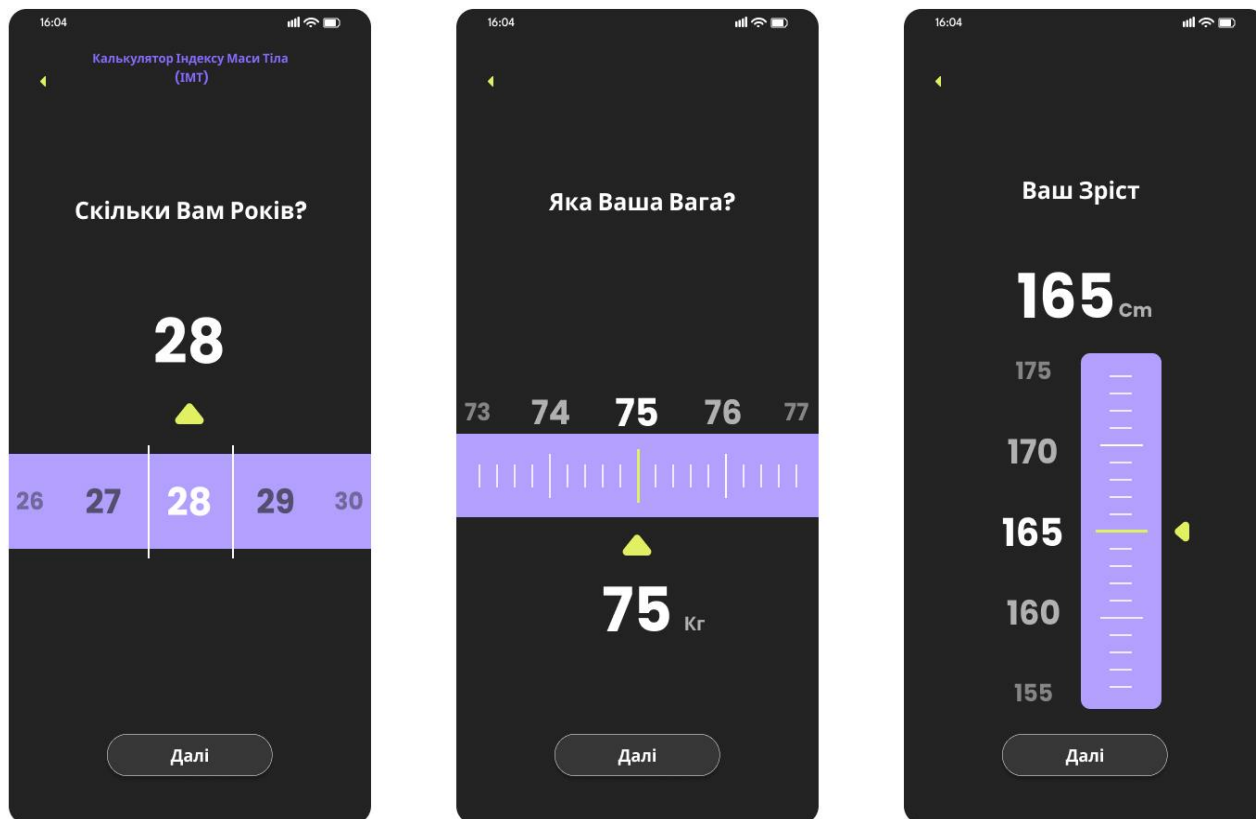 16:04
Калькулятор Індексу Маси Тіла
(ІМТ)
Скільки Вам Років?
28
26 27 28 29 30
Далі
16:04
Яка Ваша Вага?
73 74 75 76 77
75 Кг
Далі
16:04
Ваш Зріст
165 Cm
175
170
165
160
155
Далі